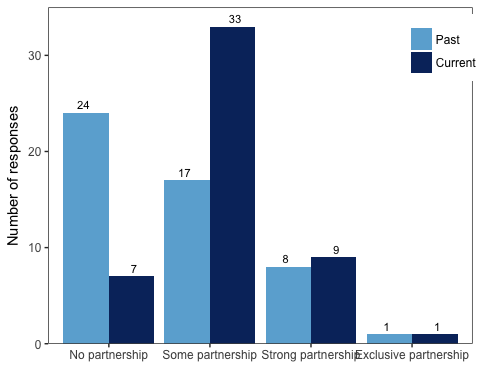 Number of responses
30
20
10
0
24
7
17
33
8
9
1
1
No partnership
Some partnership
Strong partnership
Exclusive partnership
Past
Current